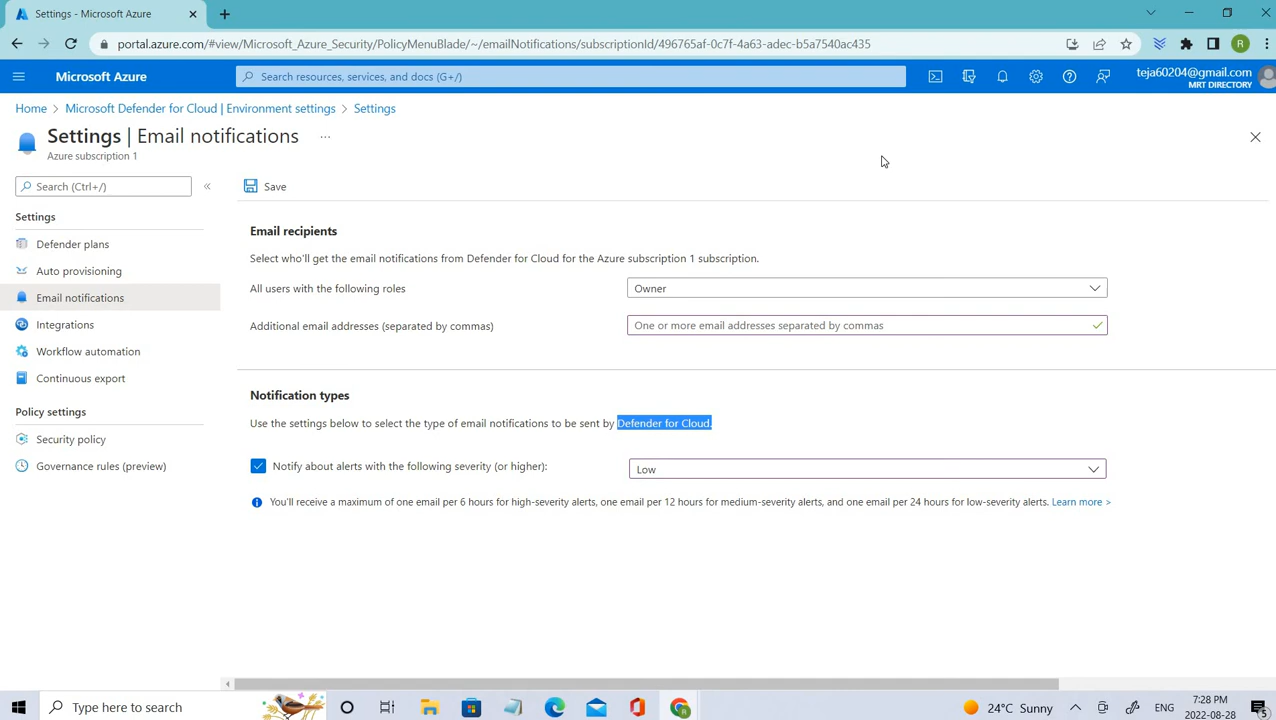 Settings - Microsoft Azure
portal.azure.com/#view/Microsoft_Azure_Security/PolicyMenuBlade/~/emailNotifications/subscriptionId/496765af-0c7f-4a63-adec-b5a7540ac435
R
Microsoft Azure
Search resources, services, and docs (G+/)
teja60204@gmail.com
MRT DIRECTORY
Home > Microsoft Defender for Cloud | Environment settings > Settings
Settings | Email notifications ...
Azure subscription 1
Search (Ctrl+/)
«
Save
Settings
Defender plans
Auto provisioning
Email notifications
Integrations
Workflow automation
Continuous export
Policy settings
Security policy
Governance rules (preview)
Email recipients
Select who'll get the email notifications from Defender for Cloud for the Azure subscription 1 subscription.
All users with the following roles
Owner
Additional email addresses (separated by commas)
One or more email addresses separated by commas
Notification types
Use the settings below to select the type of email notifications to be sent by Defender for Cloud.
Notify about alerts with the following severity (or higher):
Low
You'll receive a maximum of one email per 6 hours for high-severity alerts, one email per 12 hours for medium-severity alerts, and one email per 24 hours for low-severity alerts. Learn more >
Type here to search
24°C Sunny
ENG
7:28 PM
2022-08-28
5